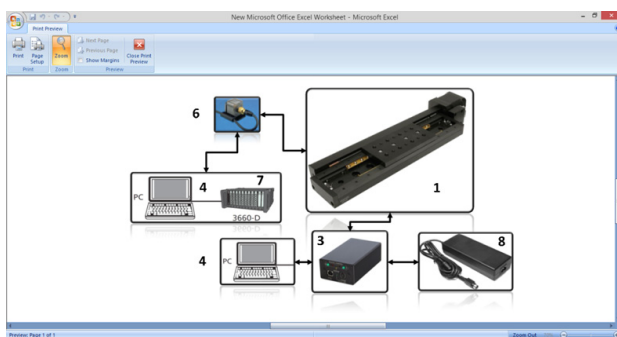 New Microsoft Office Excel Worksheet - Microsoft Excel
Print Preview
Print
Page Setup
Zoom
Next Page
Previous Page
Show Margins
Close Print Preview
Print
Zoom
Preview
6
1
PC
4
7
3660-D
4
PC
3
8
Preview: Page 1 of 1
Zoom Out